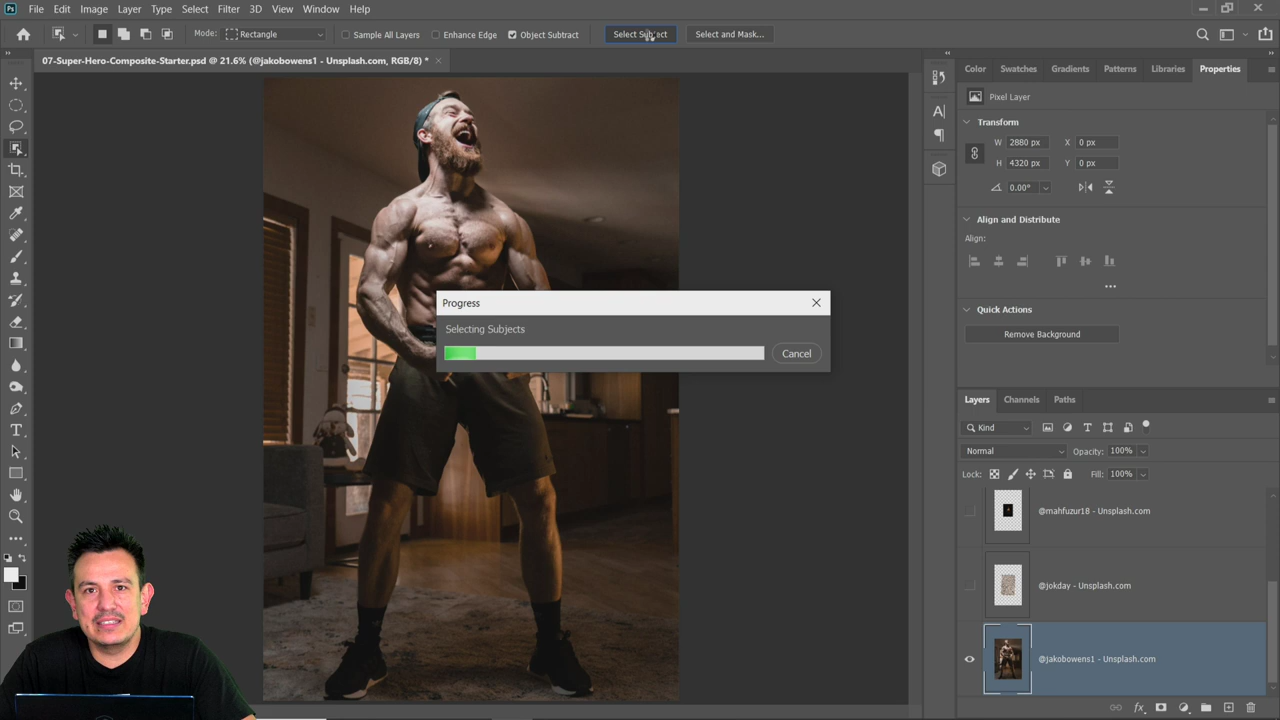 Ps File Edit Image Layer Type Select Filter 3D View Window Help
Mode: Rectangle Sample All Layers Enhance Edge Object Subtract Select Subject Select and Mask...
07-Super-Hero-Composite-Starter.psd @ 21.6% (@jakobowens1 - Unsplash.com, RGB/8) *
Color Swatches Gradients Patterns Libraries Properties
Pixel Layer
Transform
W 2880 px X 0 px
H 4320 px Y 0 px
0.00°
Align and Distribute
Align:
Quick Actions
Remove Background
Progress
Selecting Subjects
Cancel
Layers Channels Paths
Kind
Normal Opacity: 100%
Lock: Fill: 100%
@mahfuzur18 - Unsplash.com
@jokday - Unsplash.com
@jakobowens1 - Unsplash.com